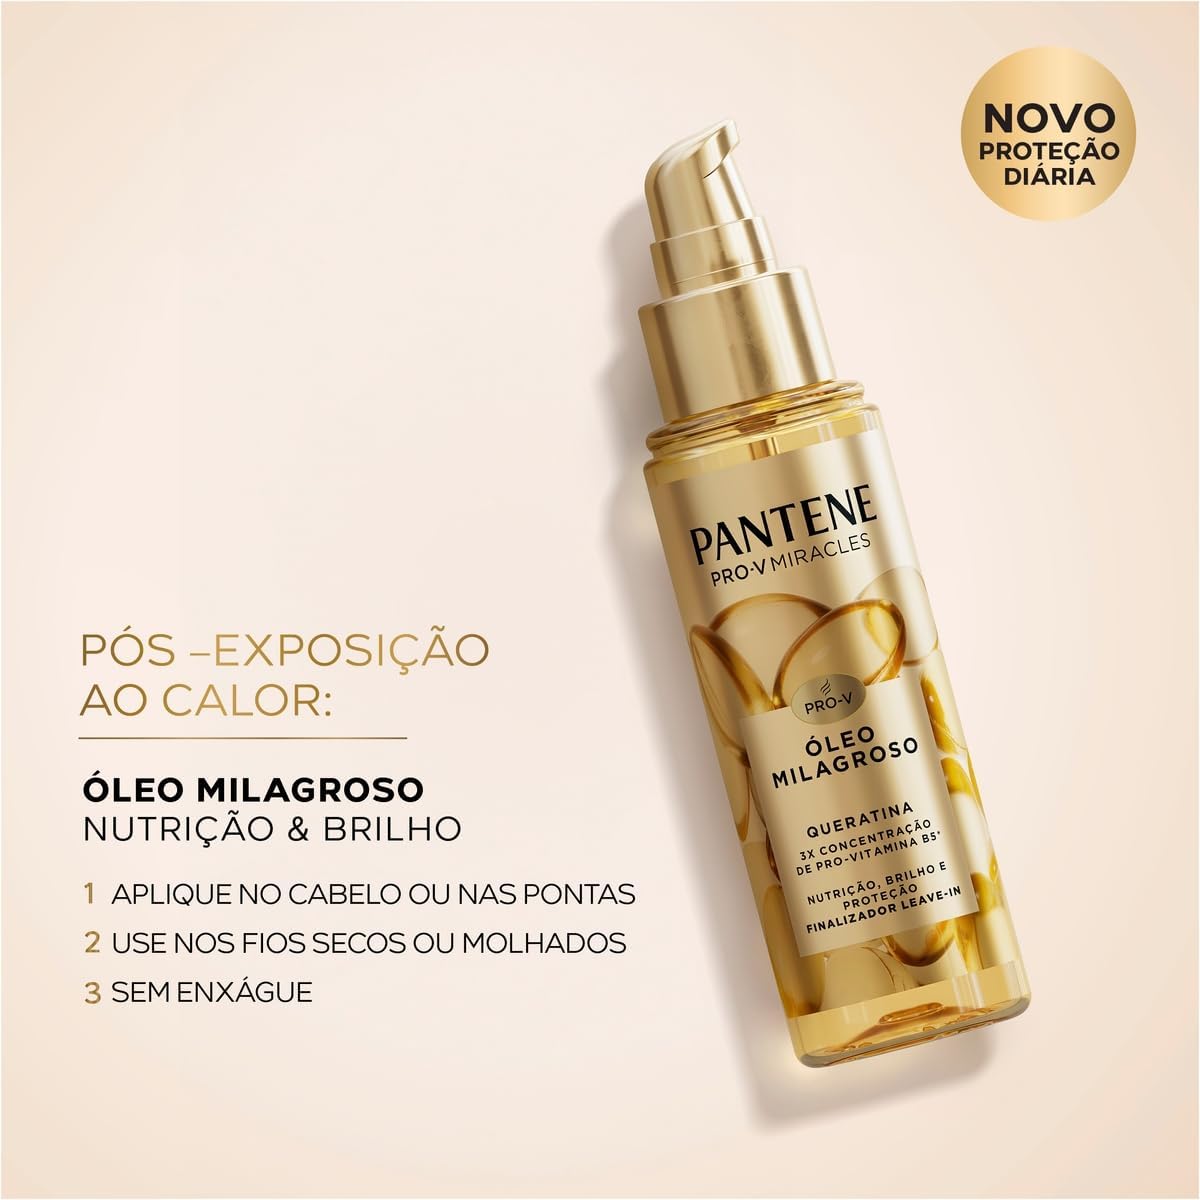 NOVO
PROTEÇÃO
DIÁRIA
PANTENE
PRO-V MIRACLES
PRO-V
ÓLEO
MILAGROSO
QUERATINA
3X CONCENTRAÇÃO
DE PRO-VITAMINA B5*
NUTRIÇÃO, BRILHO E
PROTEÇÃO
FINALIZADOR LEAVE-IN
PÓS –EXPOSIÇÃO
AO CALOR:
ÓLEO MILAGROSO
NUTRIÇÃO & BRILHO
1 APLIQUE NO CABELO OU NAS PONTAS
2 USE NOS FIOS SECOS OU MOLHADOS
3 SEM ENXÁGUE